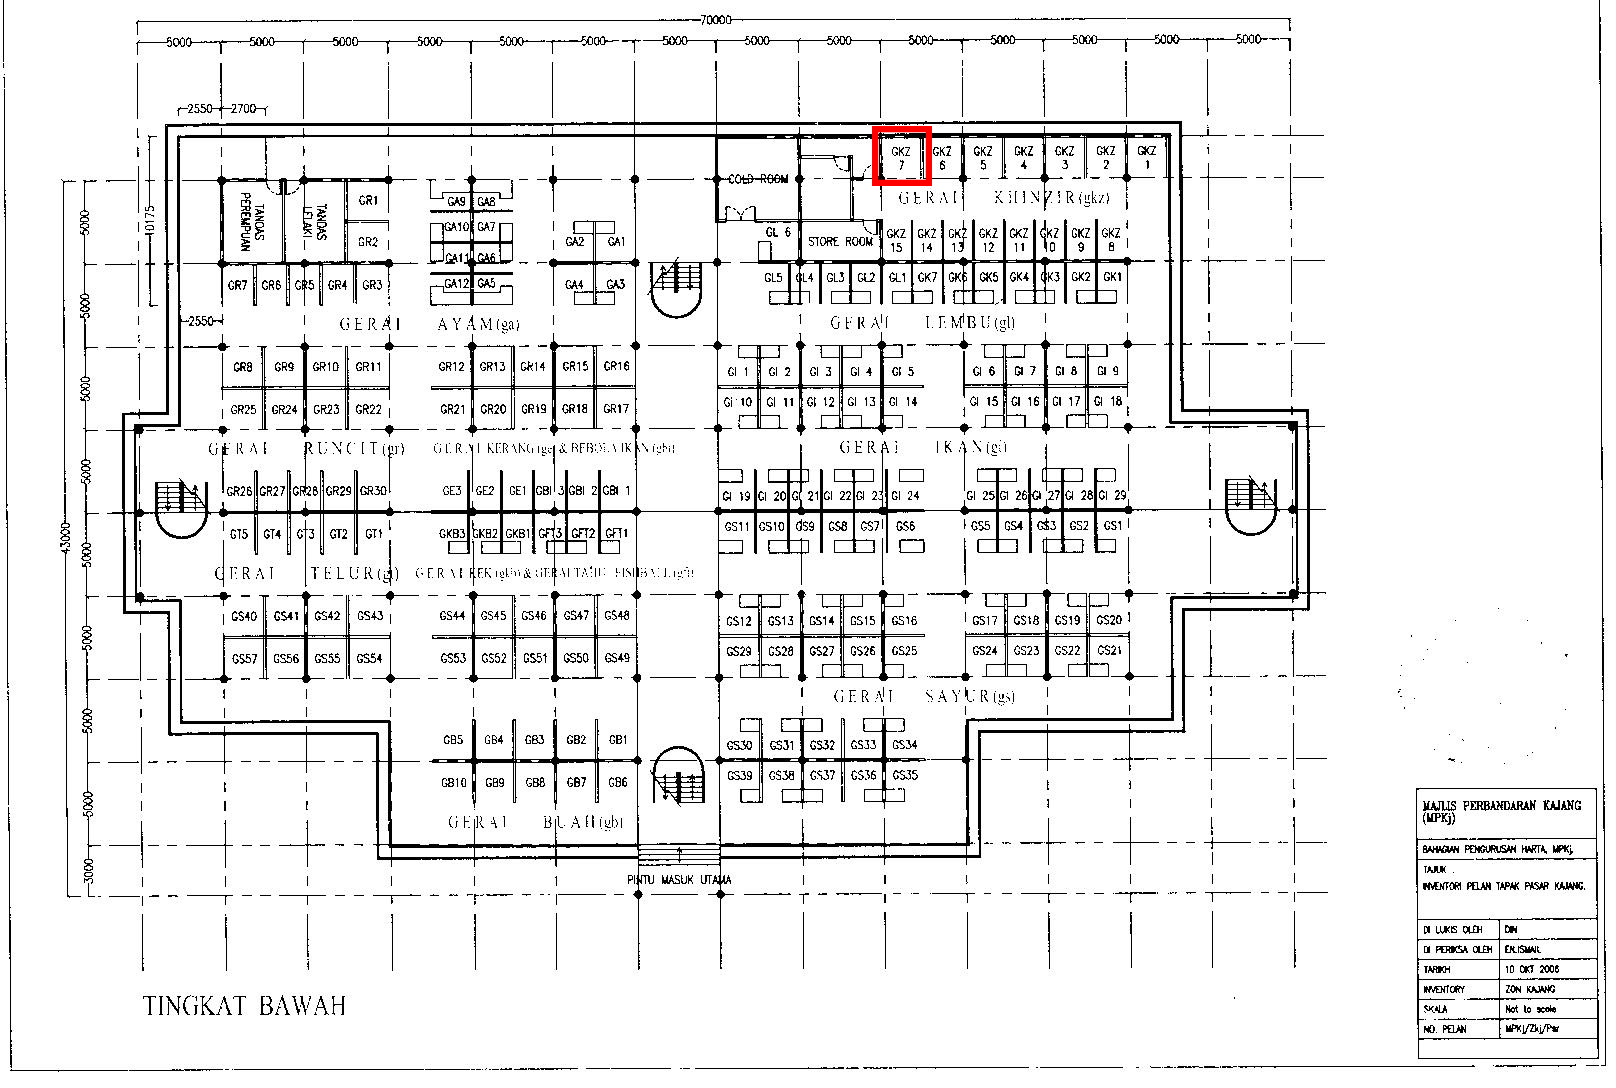 70000
5000 5000 5000 5000 5000 5000 5000 5000 5000 5000 5000 5000 5000 5000
2550 2700
GKZ 7 GKZ 6 GKZ 5 GKZ 4 GKZ 3 GKZ 2 GKZ 1
COLD ROOM
GERAI KHINZIR(gkz)
TANDAS PEREMPUAN
TANDAS LELAKI
GR1
GR2
GA9 GA8
GA10 GA7
GA11 GA6
GA12 GA5
GA2 GA1
GA4 GA3
GL 6
STORE ROOM
GKZ 15 GKZ 14 GKZ 13 GKZ 12 GKZ 11 GKZ 10 GKZ 9 GKZ 8
GR7 GR6 GR5 GR4 GR3
GL5 GL4 GL3 GL2 GL1 GK7 GK6 GK5 GK4 GK3 GK2 GK1
10175
2550
GERAI AYAM(ga)
GERAI LEMBU(gl)
GR8 GR9 GR10 GR11 GR12 GR13 GR14 GR15 GR16
GI 1 GI 2 GI 3 GI 4 GI 5 GI 6 GI 7 GI 8 GI 9
GR25 GR24 GR23 GR22 GR21 GR20 GR19 GR18 GR17
GI 10 GI 11 GI 12 GI 13 GI 14 GI 15 GI 16 GI 17 GI 18
GERAI RUNCIT(gr)
GERAI KERANG(ge) & BEBOLA IKAN(gbi)
GERAI IKAN(gi)
GR26 GR27 GR28 GR29 GR30 GE3 GE2 GE1 GBI 3 GBI 2 GBI 1
GI 19 GI 20 GI 21 GI 22 GI 23 GI 24 GI 25 GI 26 GI 27 GI 28 GI 29
GT5 GT4 GT3 GT2 GT1 GKB3 GKB2 GKB1 GFT3 GFT2 GFT1
GS11 GS10 GS9 GS8 GS7 GS6 GS5 GS4 GS3 GS2 GS1
GERAI TELUR(gt)
GERAI
GS40 GS41 GS42 GS43 GS44 GS45 GS46 GS47 GS48
GS12 GS13 GS14 GS15 GS16 GS17 GS18 GS19 GS20
GS57 GS56 GS55 GS54 GS53 GS52 GS51 GS50 GS49
GS29 GS28 GS27 GS26 GS25 GS24 GS23 GS22 GS21
GERAI SAYUR(gs)
GB5 GB4 GB3 GB2 GB1
GS30 GS31 GS32 GS33 GS34
GB10 GB9 GB8 GB7 GB6
GS39 GS38 GS37 GS36 GS35
GERAI BUAH(gb)
PINTU MASUK UTAMA
43000
5000
5000
5000
5000
5000
5000
5000
5000
3000
TINGKAT BAWAH
MAJLIS PERBANDARAN KAJANG
(MPKj)
BAHAGIAN PENGURUSAN HARTA, MPKj.
TAJUK
INVENTORI PELAN TAPAK PASAR KAJANG.
DI LUKIS OLEH DIN
DI PERIKSA OLEH EN.ISMAIL
TARIKH 10 OKT 2006
INVENTORY ZON KAJANG
SKALA Not to scale
NO. PELAN MPKj/Zkj/Psr